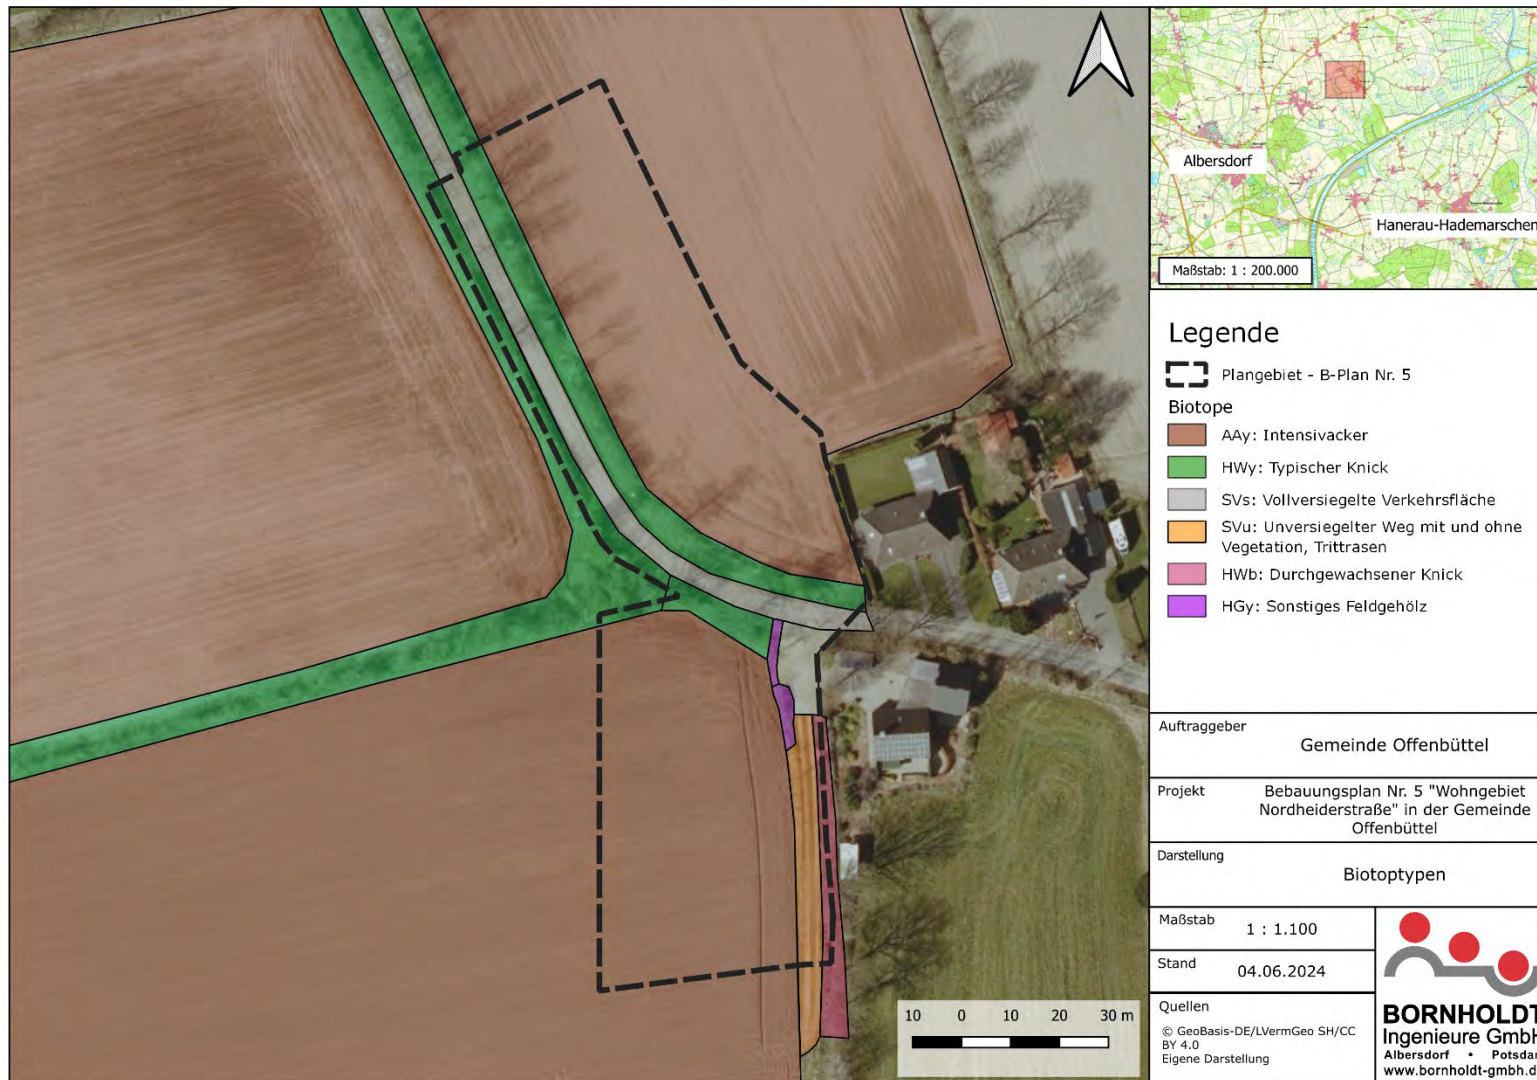 Albersdorf
Hanerau-Hademarschen
Maßstab: 1 : 200.000
Legende
Plangebiet - B-Plan Nr. 5
Biotope
AAy: Intensivacker
HWy: Typischer Knick
SVs: Vollversiegelte Verkehrsfläche
SVu: Unversiegelter Weg mit und ohne
Vegetation, Trittrasen
HWb: Durchgewachsener Knick
HGy: Sonstiges Feldgehölz
Auftraggeber
Gemeinde Offenbüttel
Projekt
Bebauungsplan Nr. 5 "Wohngebiet
Nordheiderstraße" in der Gemeinde
Offenbüttel
Darstellung
Biotoptypen
Maßstab
1 : 1.100
Stand
04.06.2024
Quellen
© GeoBasis-DE/LVermGeo SH/CC
BY 4.0
Eigene Darstellung
BORNHOLDT
Ingenieure GmbH
Albersdorf • Potsda
www.bornholdt-gmbh.d
10 0 10 20 30 m